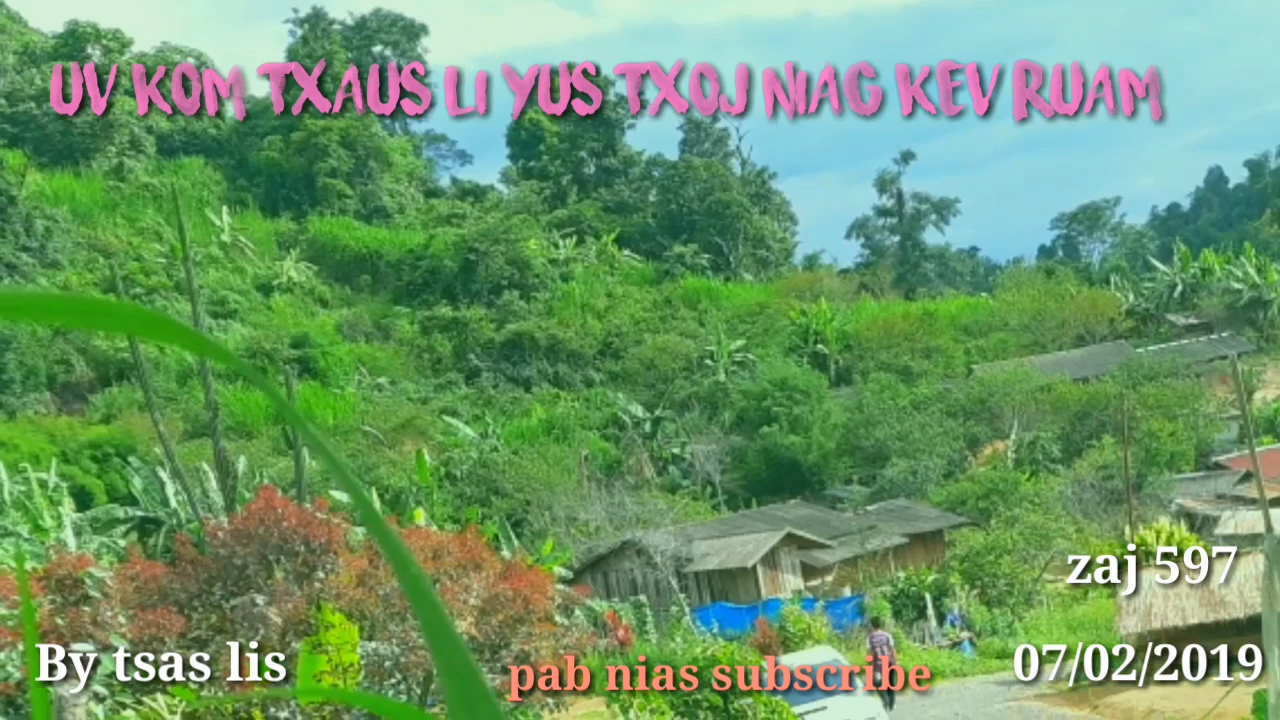 UV KOM TXAUS LI YUS TXOJ NIAG KEV RUAM
zaj 597
By tsas lis
pab nias subscribe
07/02/2019